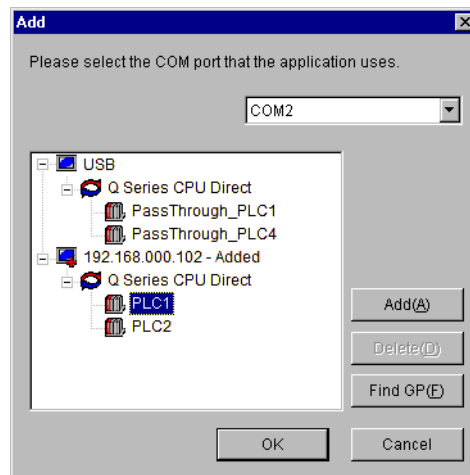 Add
Please select the COM port that the application uses.
COM2
USB
Q Series CPU Direct
PassThrough_PLC1
PassThrough_PLC4
192.168.000.102 - Added
Q Series CPU Direct
PLC1
PLC2
Add(A)
Delete(D)
Find GP(F)
OK
Cancel